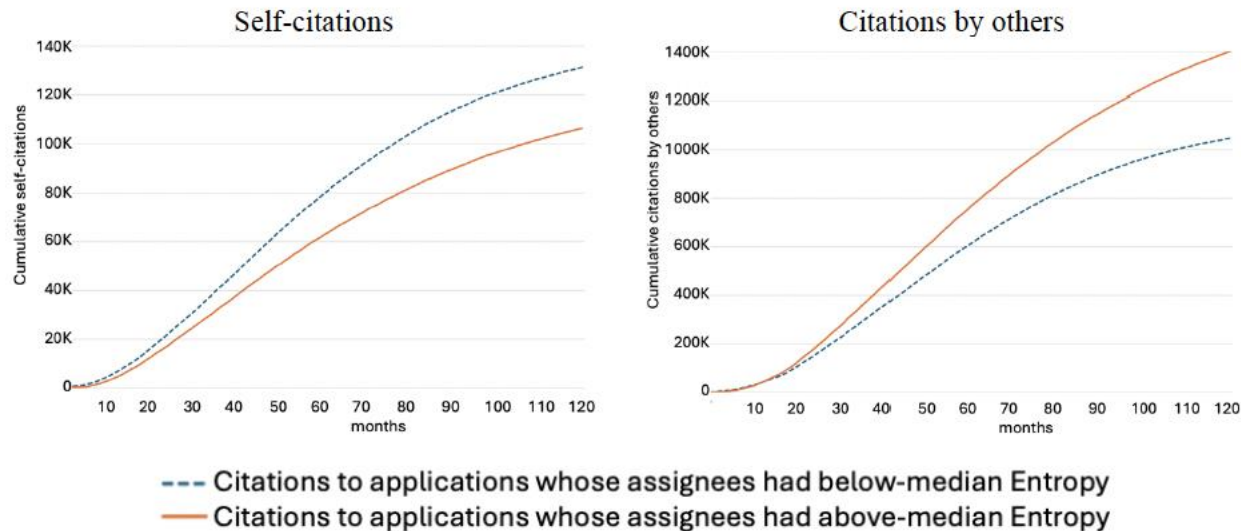 Self-citations
140K
120K
100K
80K
60K
40K
20K
0
Cumulative self-citations
10 20 30 40 50 60 70 80 90 100 110 120
months
Citations by others
1400K
1200K
1000K
800K
600K
400K
200K
0
Cumulative citations by others
10 20 30 40 50 60 70 80 90 100 110 120
months
Citations to applications whose assignees had below-median Entropy
Citations to applications whose assignees had above-median Entropy